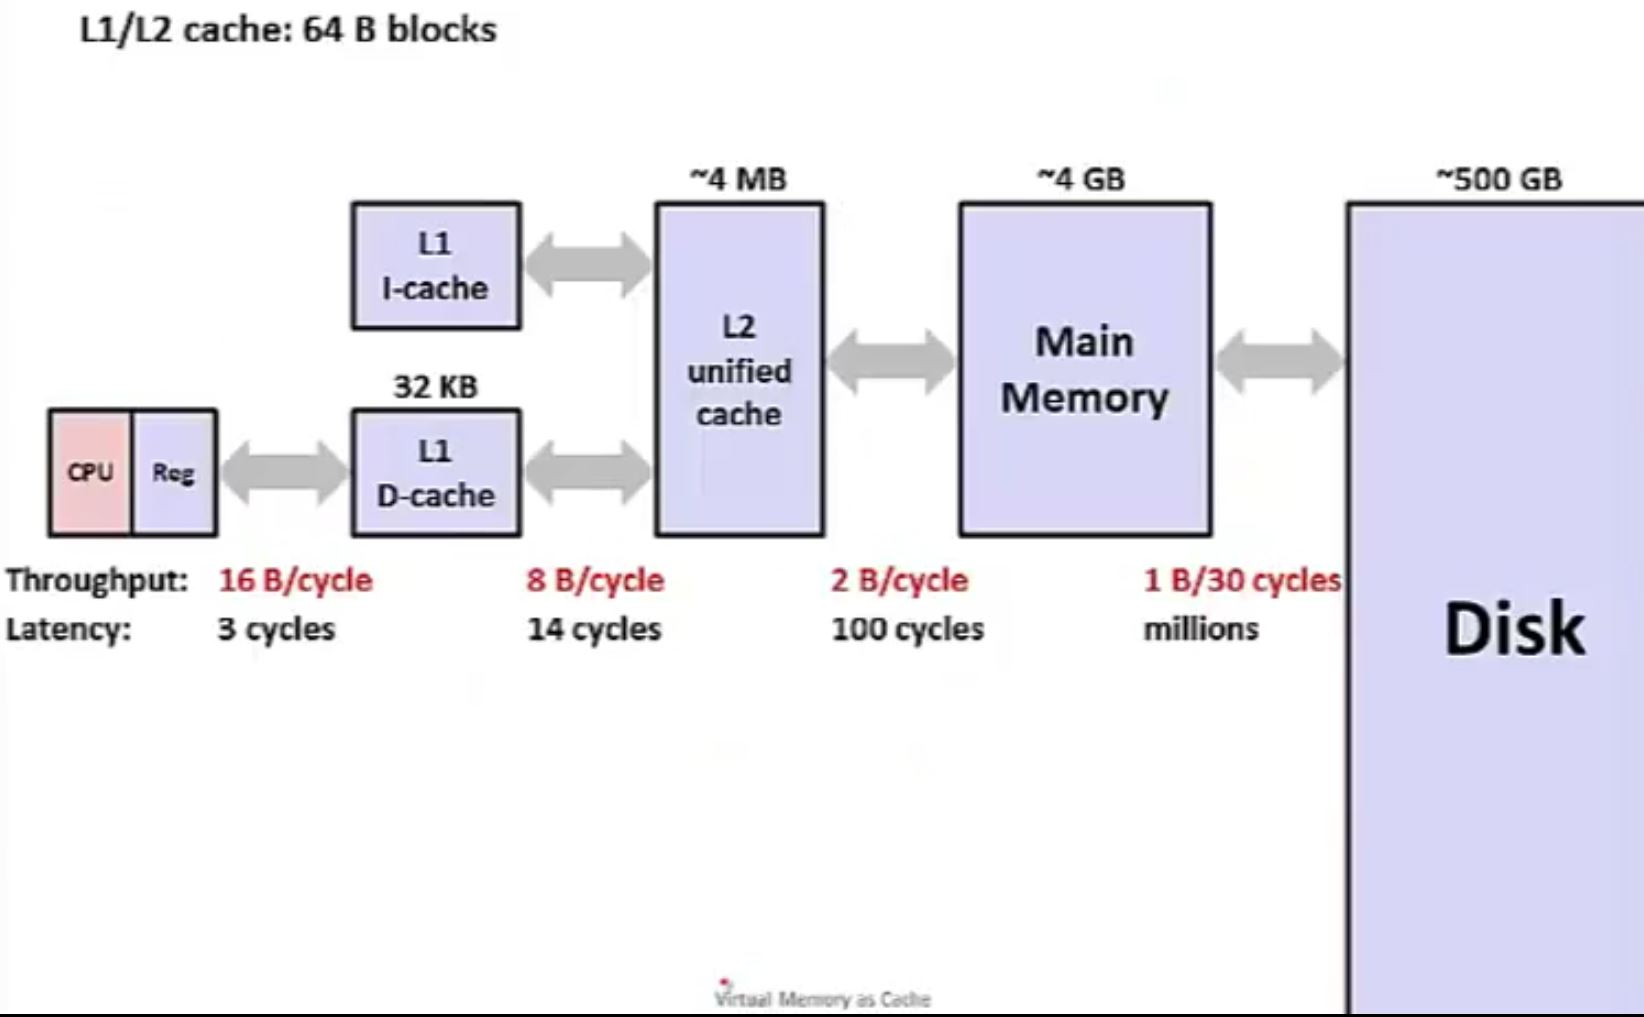 L1/L2 cache: 64 B blocks
~4 MB
~4 GB
~500 GB
L1
I-cache
L2
unified
cache
Main
Memory
32 KB
CPU
Reg
L1
D-cache
Throughput: 16 B/cycle 8 B/cycle 2 B/cycle 1 B/30 cycles
Latency: 3 cycles 14 cycles 100 cycles millions
Disk
Virtual Memory as Cache